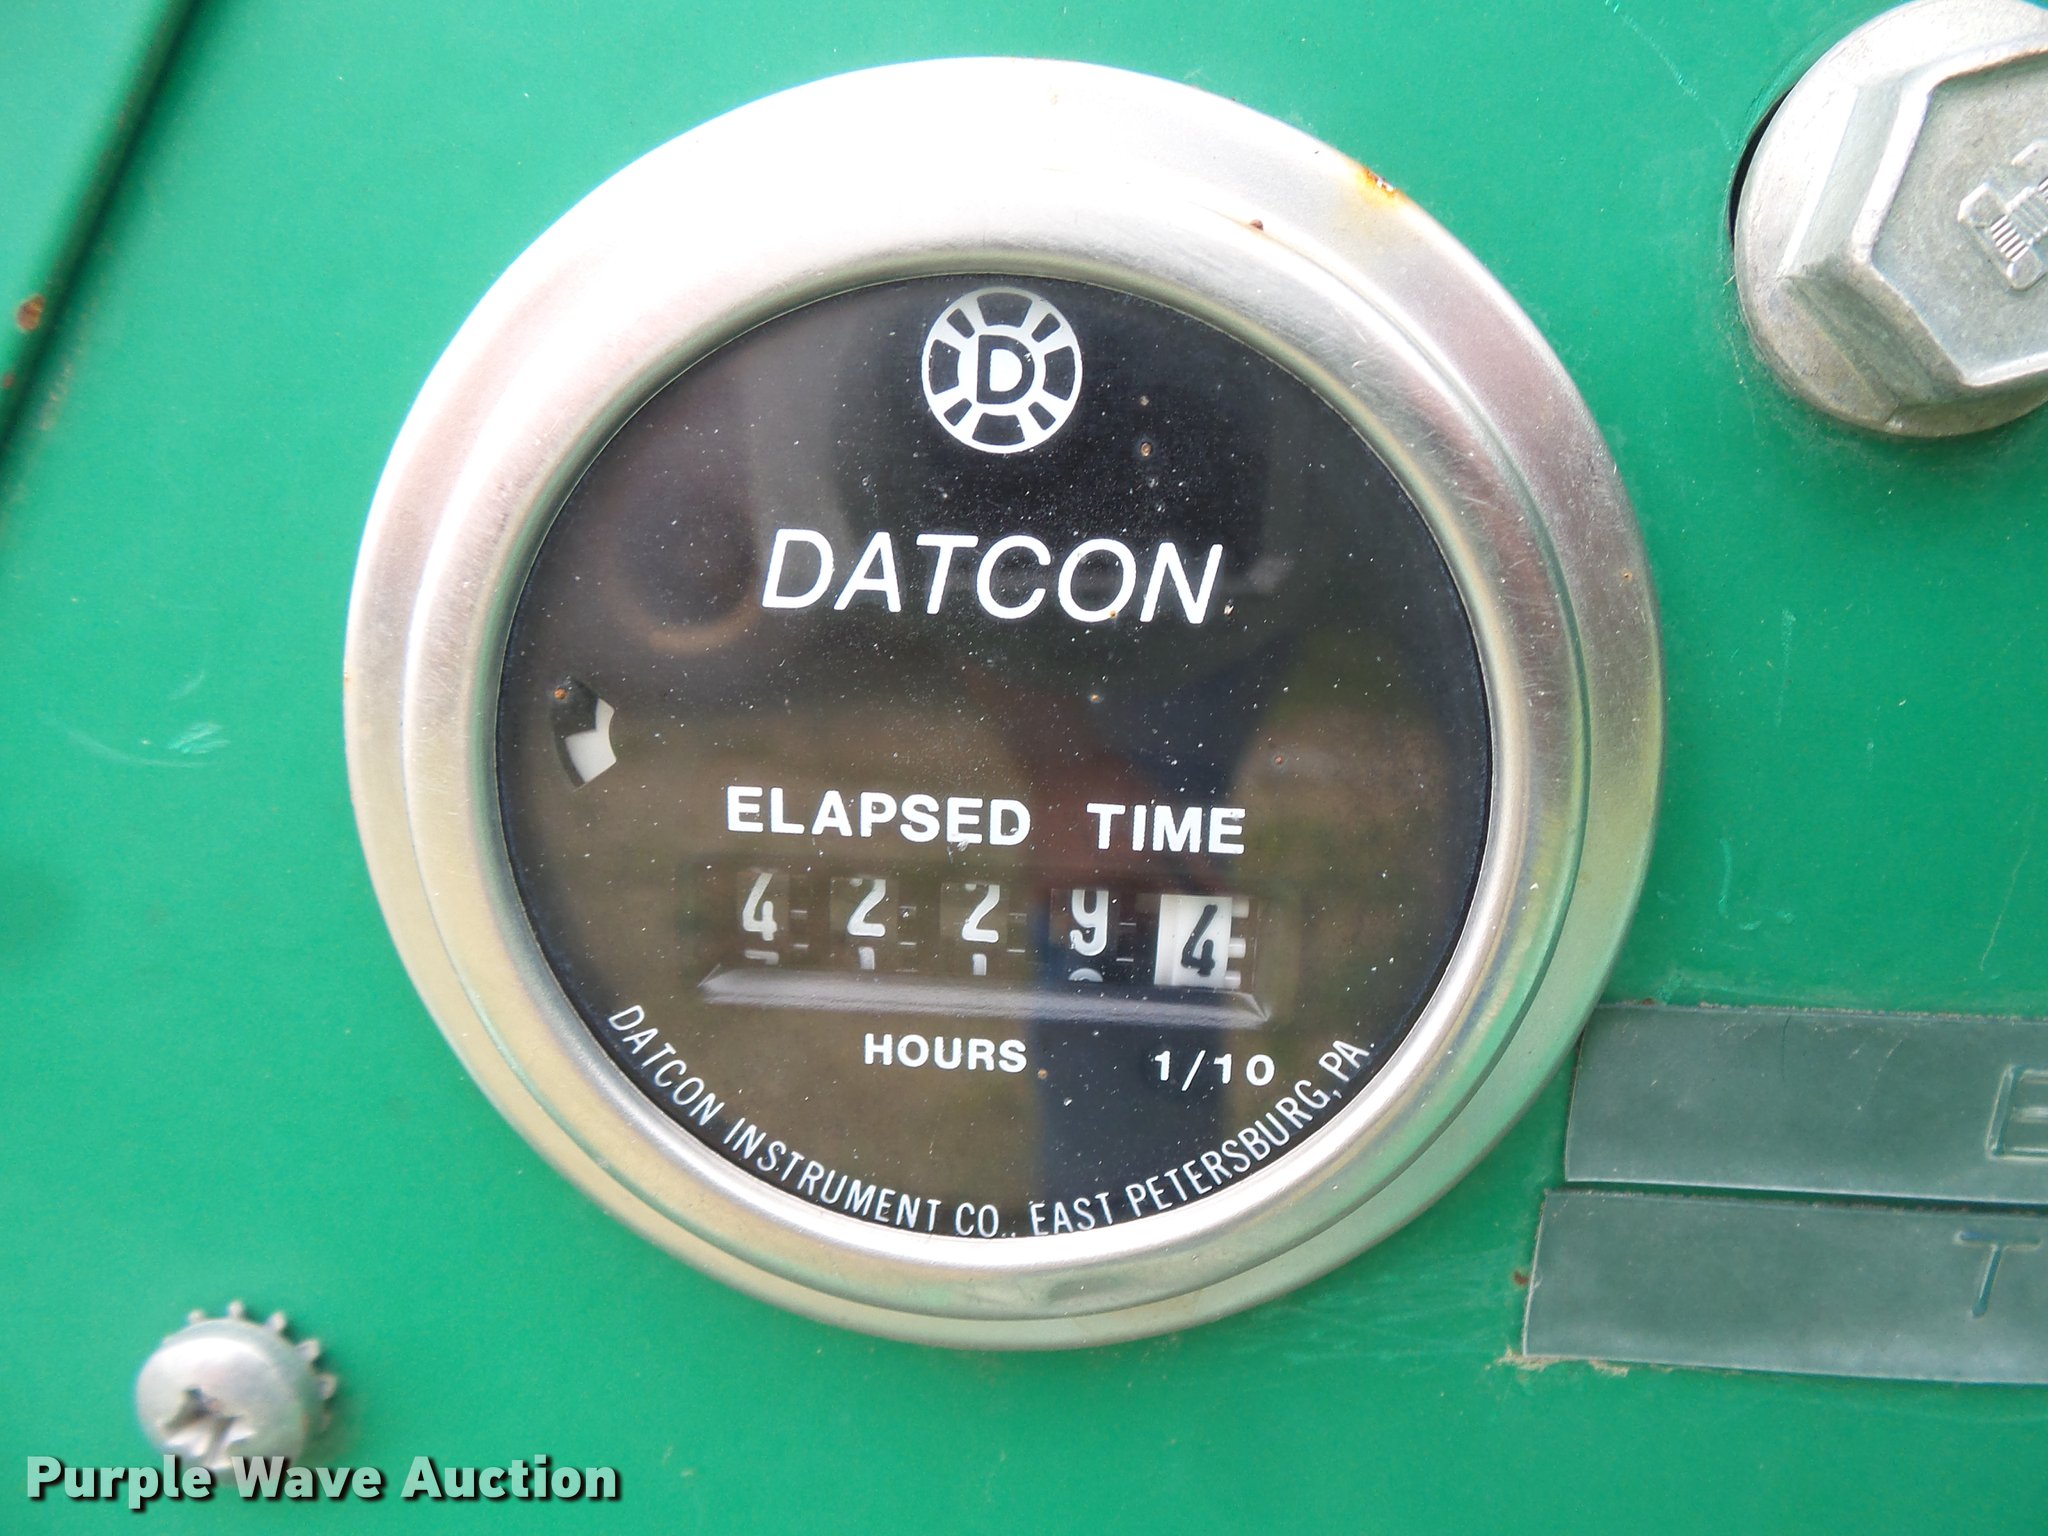 D
DATCON
ELAPSED TIME
4 2 2 9 4
HOURS 1/10
DATCON INSTRUMENT CO., EAST PETERSBURG, PA.
T
Purple Wave Auction